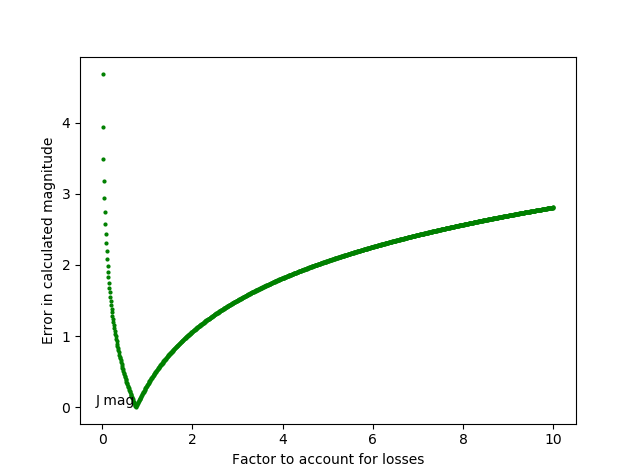 Error in calculated magnitude
4
3
2
1
0
J mag
0 2 4 6 8 10
Factor to account for losses